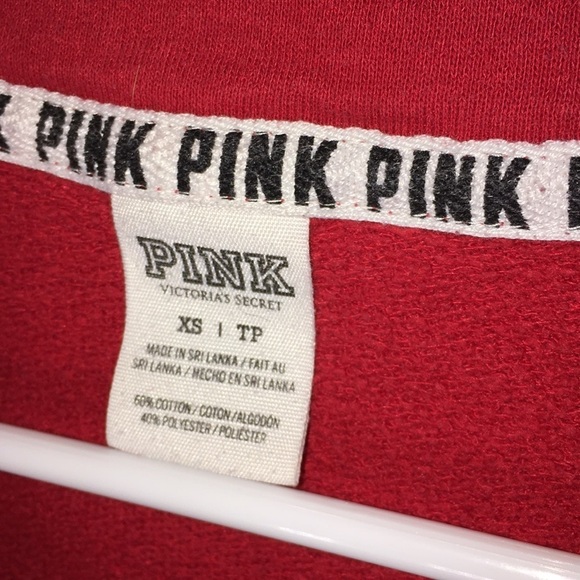 PINK PINK PINK
PINK
VICTORIA'S SECRET
XS | TP
MADE IN SRI LANKA / FAIT AU
SRI LANKA / HECHO EN SRI LANKA
60% COTTON / COTON / ALGODÓN
40% POLYESTER / POLIÉSTER